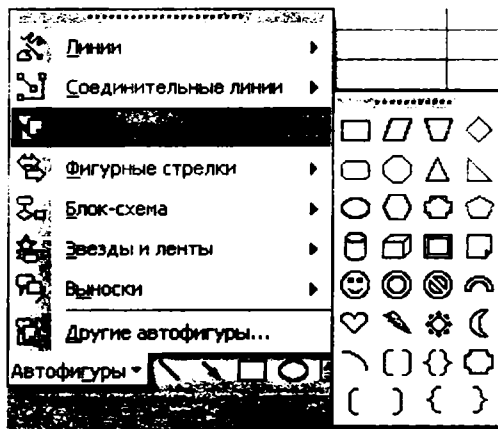 Линии
Соединительные линии
Фигурные стрелки
Блок-схема
Звезды и ленты
Выноски
Другие автофигуры...
Автофигуры